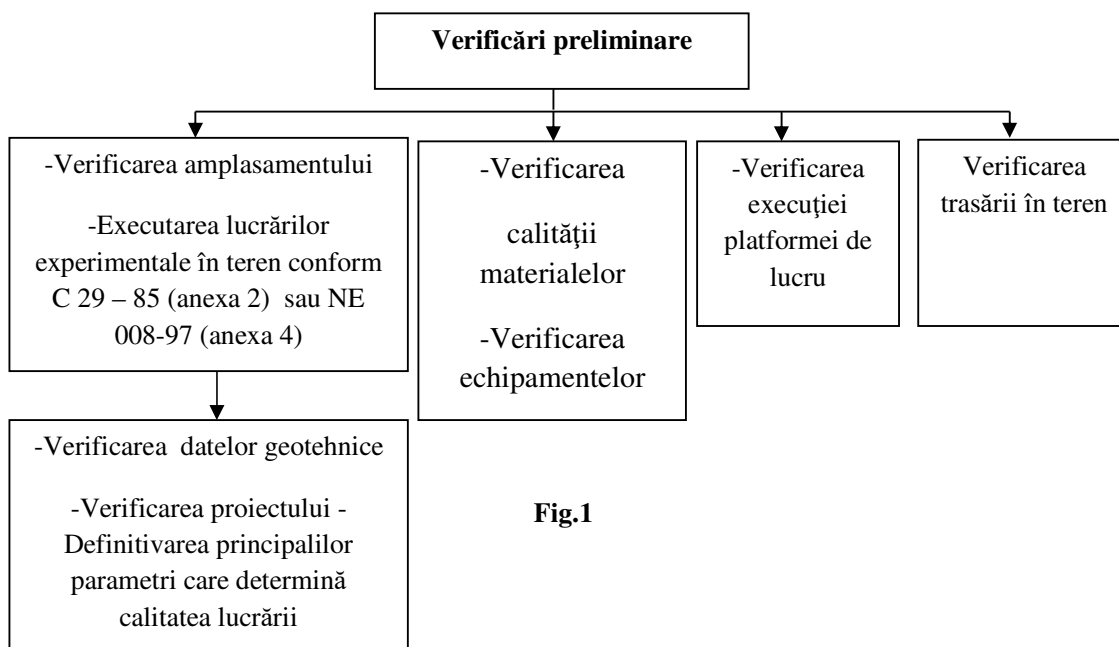 Verificări preliminare
-Verificarea amplasamentului
-Executarea lucrărilor
experimentale în teren conform
C 29 – 85 (anexa 2) sau NE
008-97 (anexa 4)
-Verificarea
calităţii
materialelor
-Verificarea
echipamentelor
-Verificarea
execuţiei
platformei de
lucru
Verificarea
trasării în teren
-Verificarea datelor geotehnice
-Verificarea proiectului -
Definitivarea principalilor
parametri care determină
calitatea lucrării
Fig.1